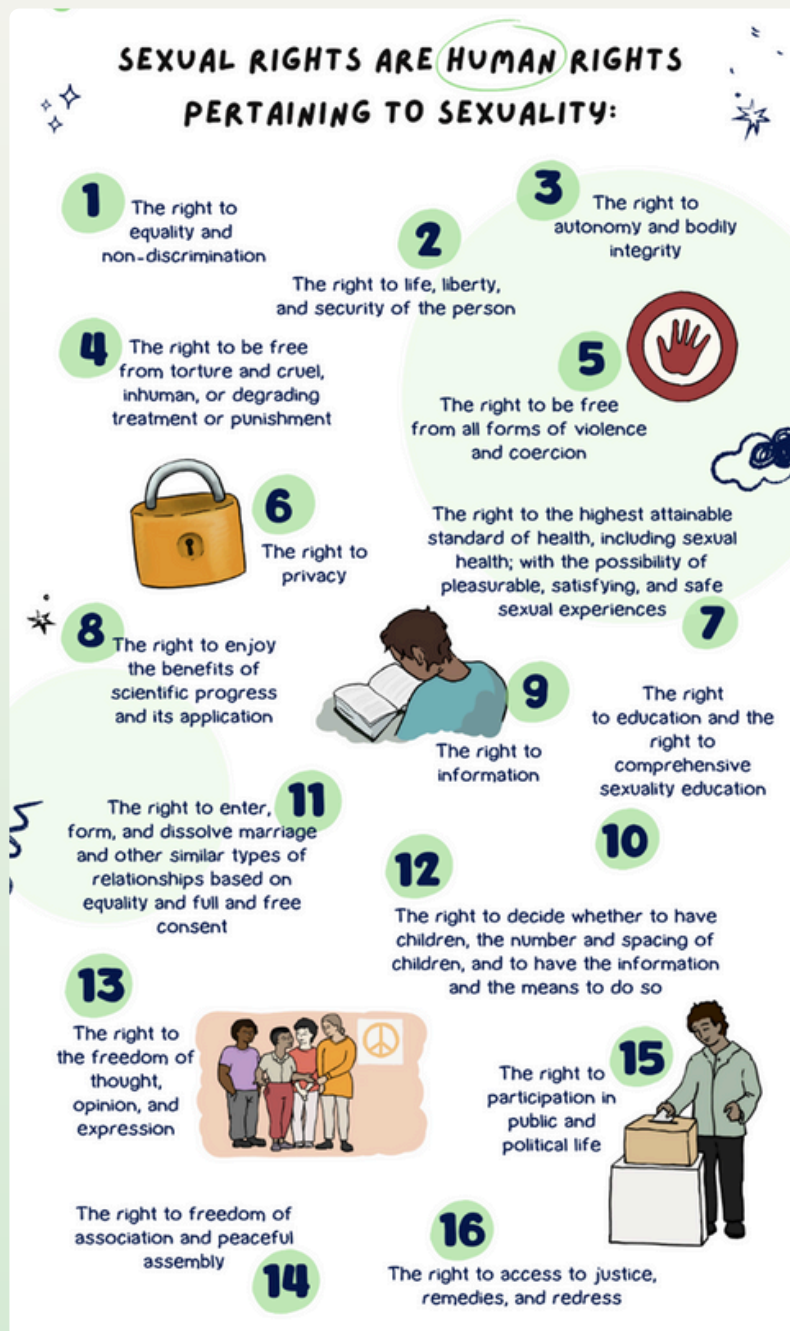 SEXUAL RIGHTS ARE HUMAN RIGHTS
PERTAINING TO SEXUALITY:
1
The right to
equality and
non-discrimination
2
The right to life, liberty,
and security of the person
3
The right to
autonomy and bodily
integrity
4
The right to be free
from torture and cruel,
inhuman, or degrading
treatment or punishment
5
The right to be free
from all forms of violence
and coercion
6
The right to
privacy
The right to the highest attainable
standard of health, including sexual
health; with the possibility of
pleasurable, satisfying, and safe
sexual experiences
7
8
The right to enjoy
the benefits of
scientific progress
and its application
9
The right to
information
The right
to education and the
right to
comprehensive
sexuality education
10
11
The right to enter,
form, and dissolve marriage
and other similar types of
relationships based on
equality and full and free
consent
12
The right to decide whether to have
children, the number and spacing of
children, and to have the information
and the means to do so
13
The right to
the freedom of
thought,
opinion, and
expression
The right to freedom of
association and peaceful
assembly
14
15
The right to
participation in
public and
political life
16
The right to access to justice,
remedies, and redress